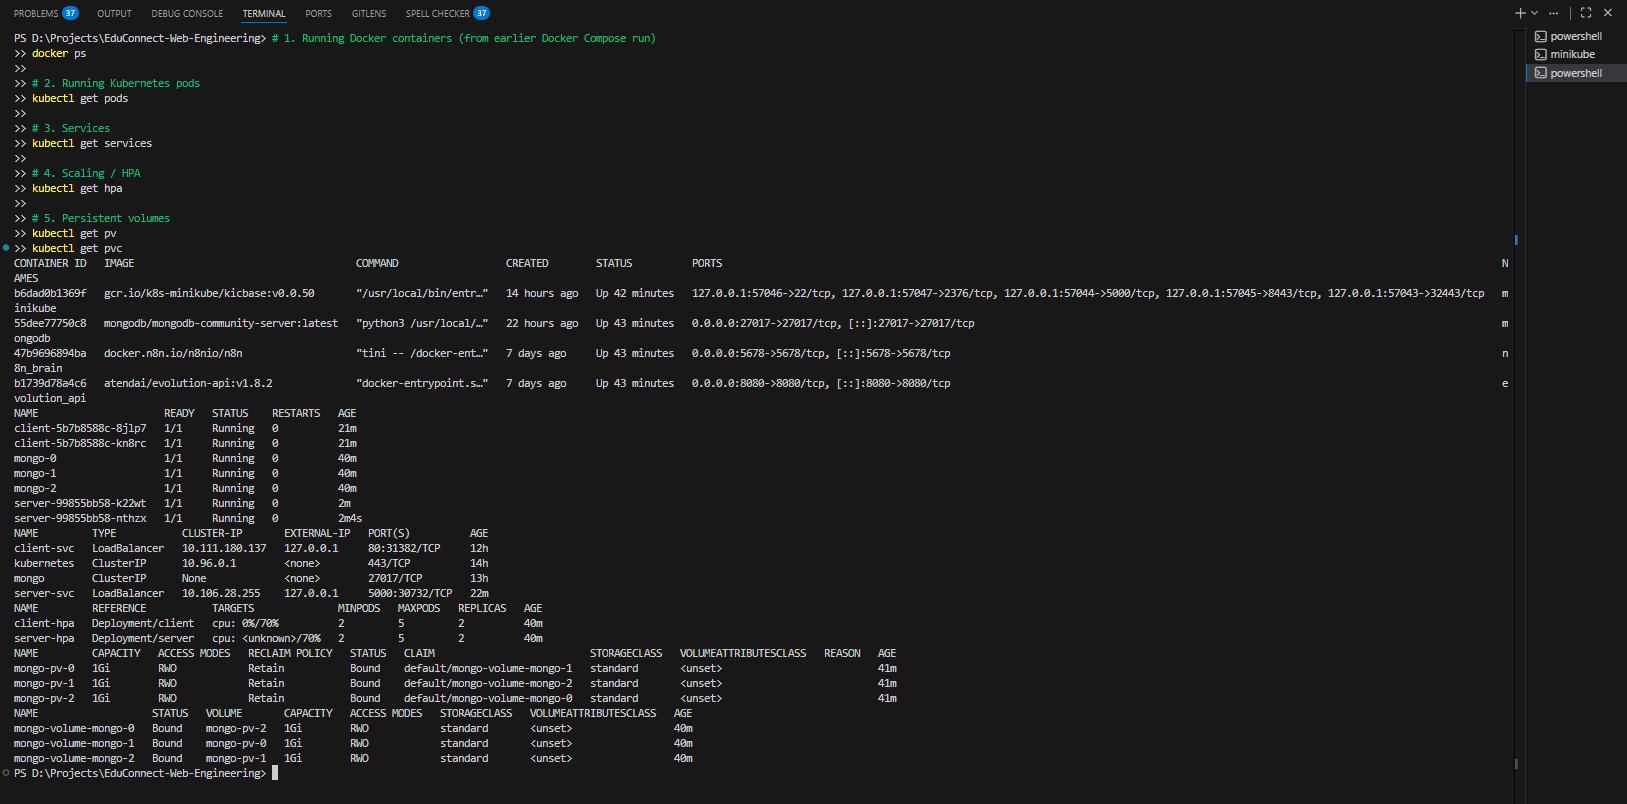 PROBLEMS 37 OUTPUT DEBUG CONSOLE TERMINAL PORTS GITLENS SPELL CHECKER 37
powershell
minikube
powershell
PS D:\Projects\EduConnect-Web-Engineering> # 1. Running Docker containers (from earlier Docker Compose run)
>> docker ps
>>
>> # 2. Running Kubernetes pods
>> kubectl get pods
>>
>> # 3. Services
>> kubectl get services
>>
>> # 4. Scaling / HPA
>> kubectl get hpa
>>
>> # 5. Persistent volumes
>> kubectl get pv
>> kubectl get pvc
CONTAINER ID   IMAGE                                     COMMAND                  CREATED        STATUS          PORTS                                                                                                                                  N
AMES
b6dad0b1369f   gcr.io/k8s-minikube/kicbase:v0.0.50       "/usr/local/bin/entr…"   14 hours ago   Up 42 minutes   127.0.0.1:57046->22/tcp, 127.0.0.1:57047->2376/tcp, 127.0.0.1:57044->5000/tcp, 127.0.0.1:57045->8443/tcp, 127.0.0.1:57043->32443/tcp   m
inikube
55dee77750c8   mongodb/mongodb-community-server:latest   "python3 /usr/local/…"   22 hours ago   Up 43 minutes   0.0.0.0:27017->27017/tcp, [::]:27017->27017/tcp   m
ongodb
47b9696894ba   docker.n8n.io/n8nio/n8n                   "tini -- /docker-ent…"   7 days ago     Up 43 minutes   0.0.0.0:5678->5678/tcp, [::]:5678->5678/tcp   n
8n_brain
b1739d78a4c6   atendai/evolution-api:v1.8.2              "docker-entrypoint.s…"   7 days ago     Up 43 minutes   0.0.0.0:8080->8080/tcp, [::]:8080->8080/tcp   e
volution_api
NAME                     READY   STATUS    RESTARTS   AGE
client-5b7b8588c-8jlp7   1/1     Running   0          21m
client-5b7b8588c-kn8rc   1/1     Running   0          21m
mongo-0                  1/1     Running   0          40m
mongo-1                  1/1     Running   0          40m
mongo-2                  1/1     Running   0          40m
server-99855bb58-k22wt   1/1     Running   0          2m
server-99855bb58-nthzx   1/1     Running   0          2m4s
NAME         TYPE           CLUSTER-IP       EXTERNAL-IP   PORT(S)          AGE
client-svc   LoadBalancer   10.111.180.137   127.0.0.1     80:31382/TCP     12h
kubernetes   ClusterIP      10.96.0.1        <none>        443/TCP          14h
mongo        ClusterIP      None             <none>        27017/TCP        13h
server-svc   LoadBalancer   10.106.28.255    127.0.0.1     5000:30732/TCP   22m
NAME         REFERENCE           TARGETS              MINPODS   MAXPODS   REPLICAS   AGE
client-hpa   Deployment/client   cpu: 0%/70%          2         5         2          40m
server-hpa   Deployment/server   cpu: <unknown>/70%   2         5         2          40m
NAME         CAPACITY   ACCESS MODES   RECLAIM POLICY   STATUS   CLAIM                          STORAGECLASS   VOLUMEATTRIBUTESCLASS   REASON   AGE
mongo-pv-0   1Gi        RWO            Retain           Bound    default/mongo-volume-mongo-1   standard       <unset>                          41m
mongo-pv-1   1Gi        RWO            Retain           Bound    default/mongo-volume-mongo-2   standard       <unset>                          41m
mongo-pv-2   1Gi        RWO            Retain           Bound    default/mongo-volume-mongo-0   standard       <unset>                          41m
NAME                   STATUS   VOLUME       CAPACITY   ACCESS MODES   STORAGECLASS   VOLUMEATTRIBUTESCLASS   AGE
mongo-volume-mongo-0   Bound    mongo-pv-2   1Gi        RWO            standard       <unset>                 40m
mongo-volume-mongo-1   Bound    mongo-pv-0   1Gi        RWO            standard       <unset>                 40m
mongo-volume-mongo-2   Bound    mongo-pv-1   1Gi        RWO            standard       <unset>                 40m
PS D:\Projects\EduConnect-Web-Engineering>